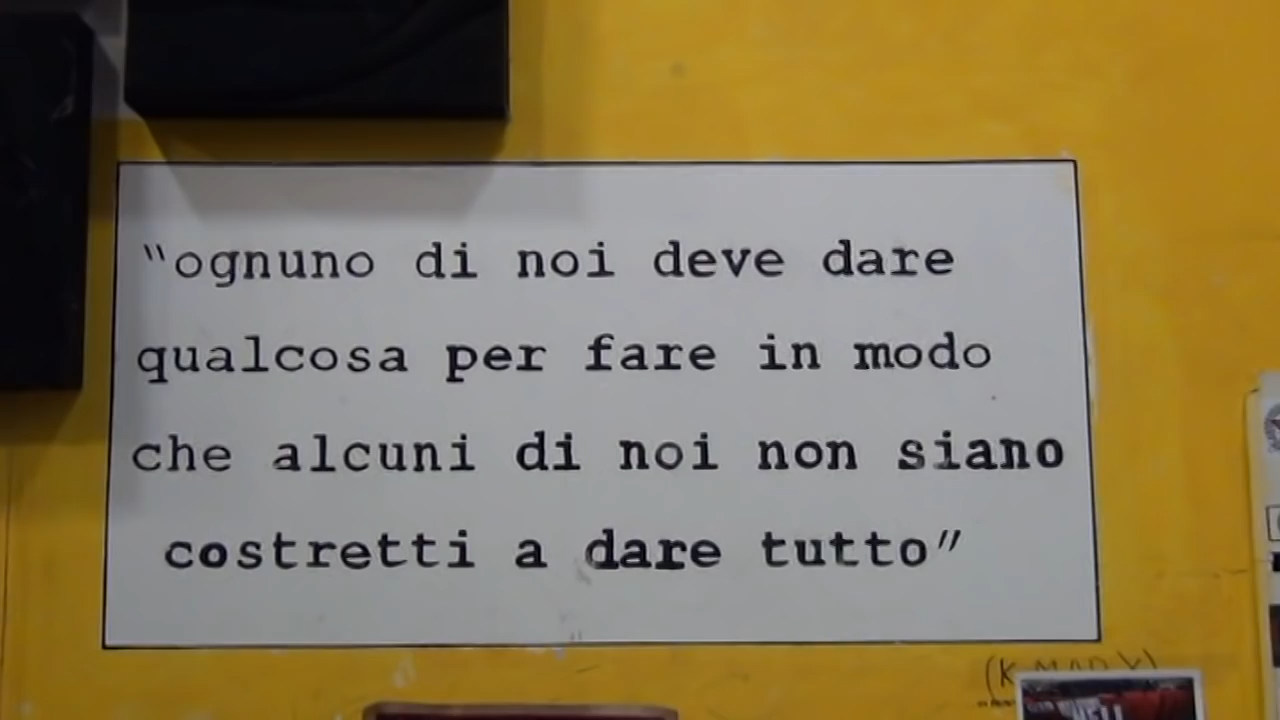 "ognuno di noi deve dare
qualcosa per fare in modo
che alcuni di noi non siano
costretti a dare tutto"